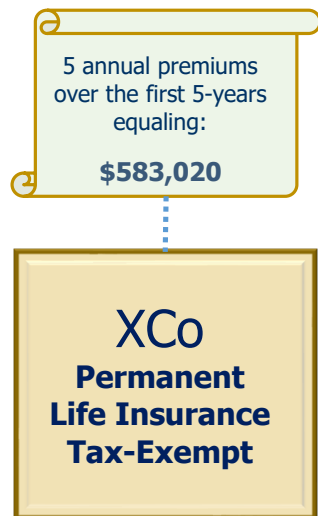 5 annual premiums
over the first 5-years
equaling:
$583,020
XCo
Permanent
Life Insurance
Tax-Exempt